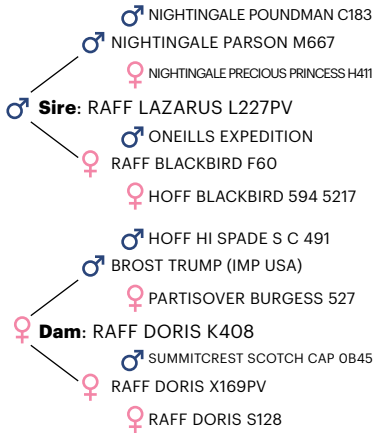 NIGHTINGALE POUNDMAN C183
NIGHTINGALE PARSON M667
NIGHTINGALE PRECIOUS PRINCESS H411
Sire: RAFF LAZARUS L227PV
ONEILLS EXPEDITION
RAFF BLACKBIRD F60
HOFF BLACKBIRD 594 5217
HOFF HI SPADE S C 491
BROST TRUMP (IMP USA)
PARTISOVER BURGESS 527
Dam: RAFF DORIS K408
SUMMITCREST SCOTCH CAP 0B45
RAFF DORIS X169PV
RAFF DORIS S128